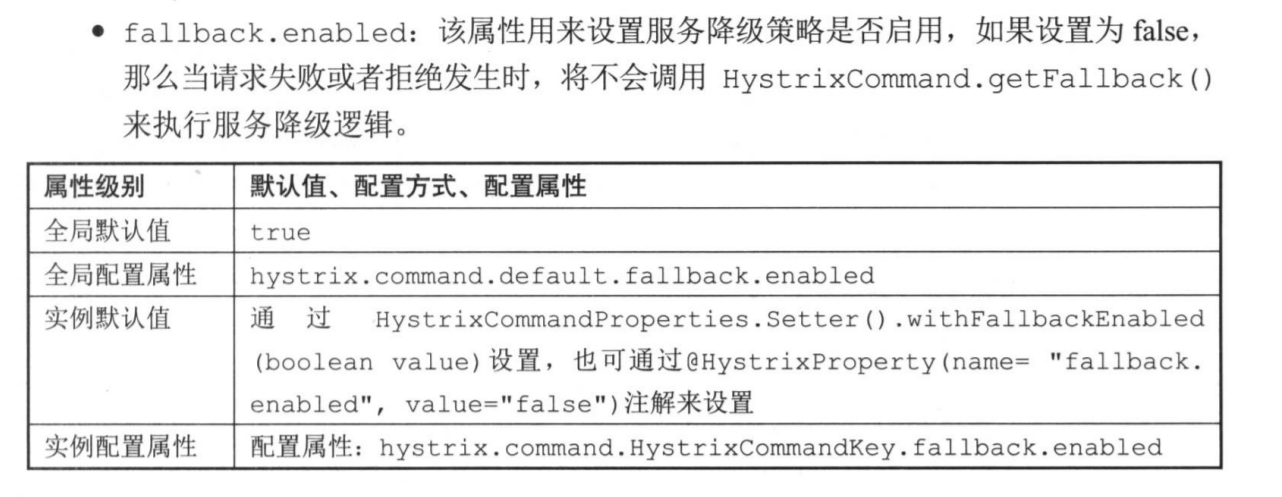 • fallback.enabled：该属性用来设置服务降级策略是否启用，如果设置为 false，
那么当请求失败或者拒绝发生时，将不会调用 HystrixCommand.getFallback()
来执行服务降级逻辑。
属性级别 默认值、配置方式、配置属性
全局默认值 true
全局配置属性 hystrix.command.default.fallback.enabled
实例默认值 通过 HystrixCommandProperties.Setter().withFallbackEnabled
(boolean value)设置，也可通过@HystrixProperty(name= "fallback.
enabled", value="false")注解来设置
实例配置属性 配置属性：hystrix.command.HystrixCommandKey.fallback.enabled